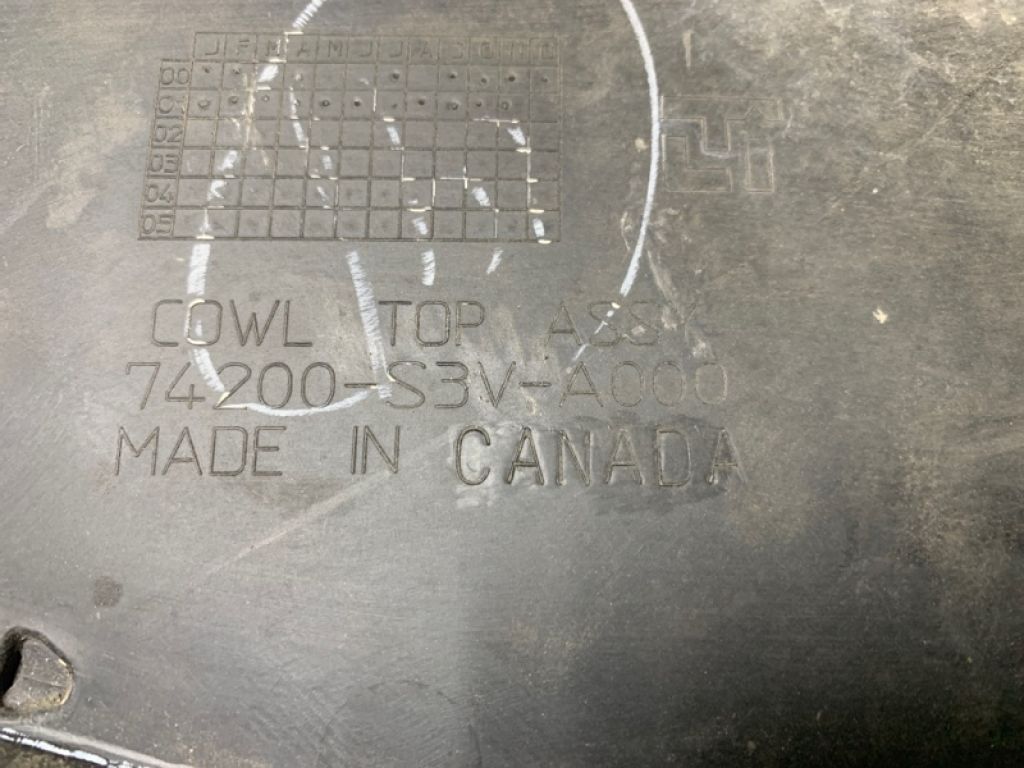 J F M A M J J A S O N D
00
01
02
03
04
05
COWL TOP ASSY
74200-S3V-A000
MADE IN CANADA